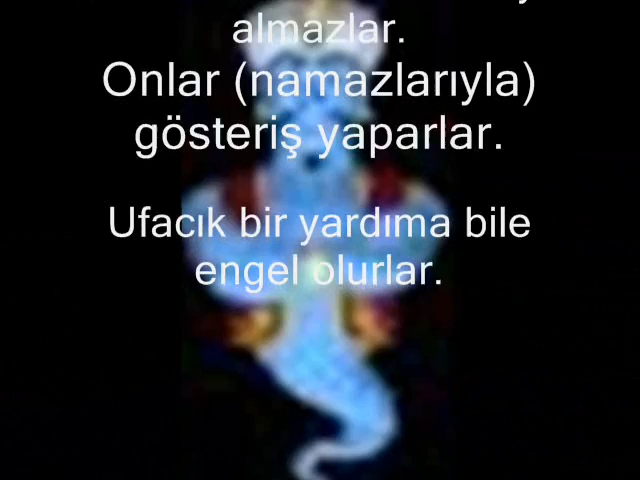 almazlar.
Onlar (namazlarıyla)
gösteriş yaparlar.
Ufacık bir yardıma bile
engel olurlar.